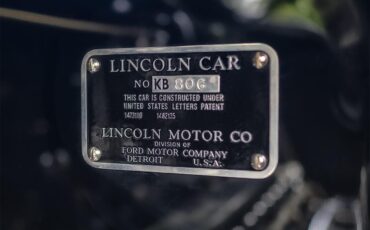 LINCOLN CAR
NO KB 806
THIS CAR IS CONSTRUCTED UNDER
UNITED STATES LETTERS PATENT
LINCOLN MOTOR CO
DIVISION OF
FORD MOTOR COMPANY
DETROIT U.S.A.